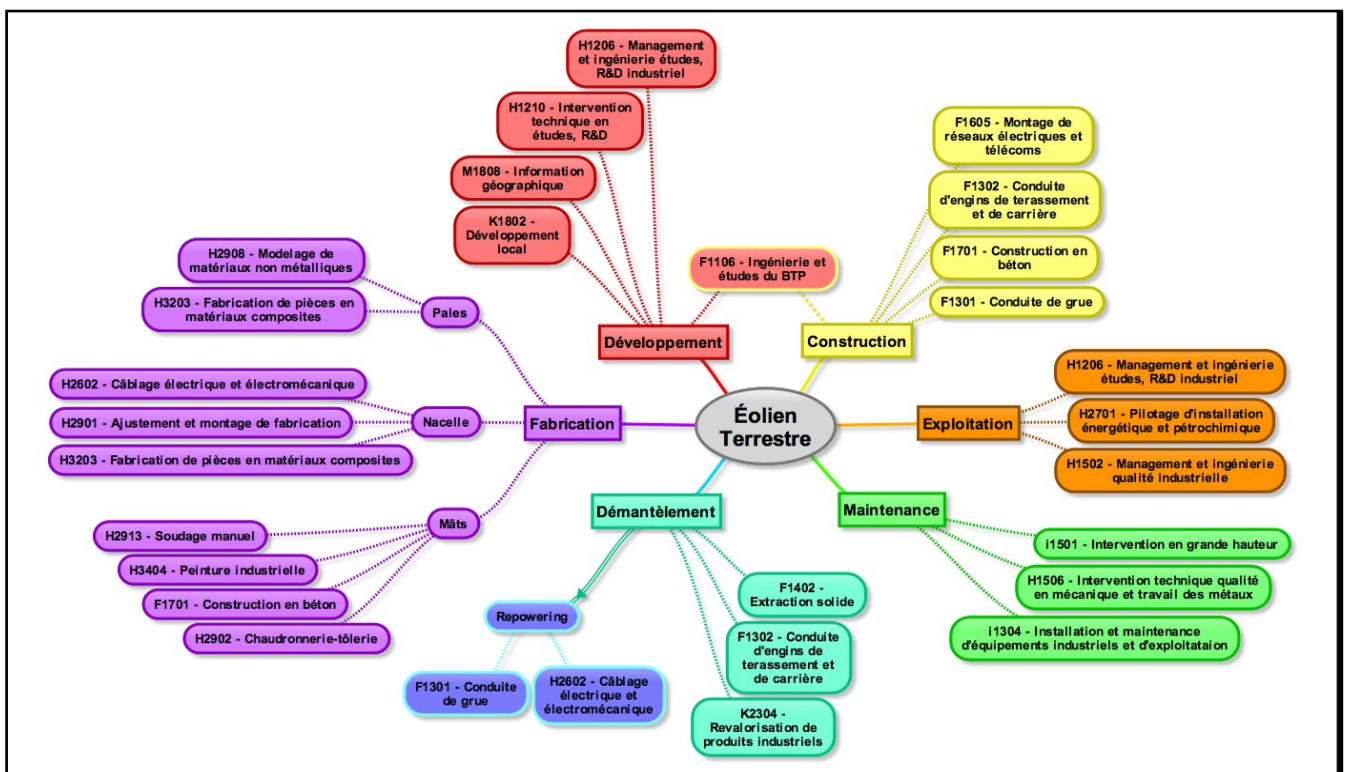 H1206 - Management
et ingénierie études,
R&D industriel
H1210 - Intervention
technique en
études, R&D
M1808 - Information
géographique
K1802 -
Développement
local
F1106 - Ingénierie et
études du BTP
Développement
F1605 - Montage de
réseaux électriques et
télécoms
F1302 - Conduite
d'engins de terassement
et de carrière
F1701 - Construction en
béton
F1301 - Conduite de grue
Construction
H2908 - Modelage de
matériaux non métalliques
H3203 - Fabrication de pièces en
matériaux composites
Pales
H2602 - Câblage électrique et électromécanique
H2901 - Ajustement et montage de fabrication
H3203 - Fabrication de pièces en matériaux composites
Nacelle
Fabrication
Éolien
Terrestre
Exploitation
H1206 - Management et ingénierie
études, R&D industriel
H2701 - Pilotage d'installation
énergétique et pétrochimique
H1502 - Management et ingénierie
qualité industrielle
Mâts
H2913 - Soudage manuel
H3404 - Peinture industrielle
F1701 - Construction en béton
H2902 - Chaudronnerie-tôlerie
Démantèlement
Repowering
F1301 - Conduite
de grue
H2602 - Câblage
électrique et
électromécanique
F1402 -
Extraction solide
F1302 - Conduite
d'engins de
terassement et
de carrière
K2304 -
Revalorisation de
produits industriels
Maintenance
i1501 - Intervention en grande hauteur
H1506 - Intervention technique qualité
en mécanique et travail des métaux
i1304 - Installation et maintenance
d'équipements industriels et d'exploitataion